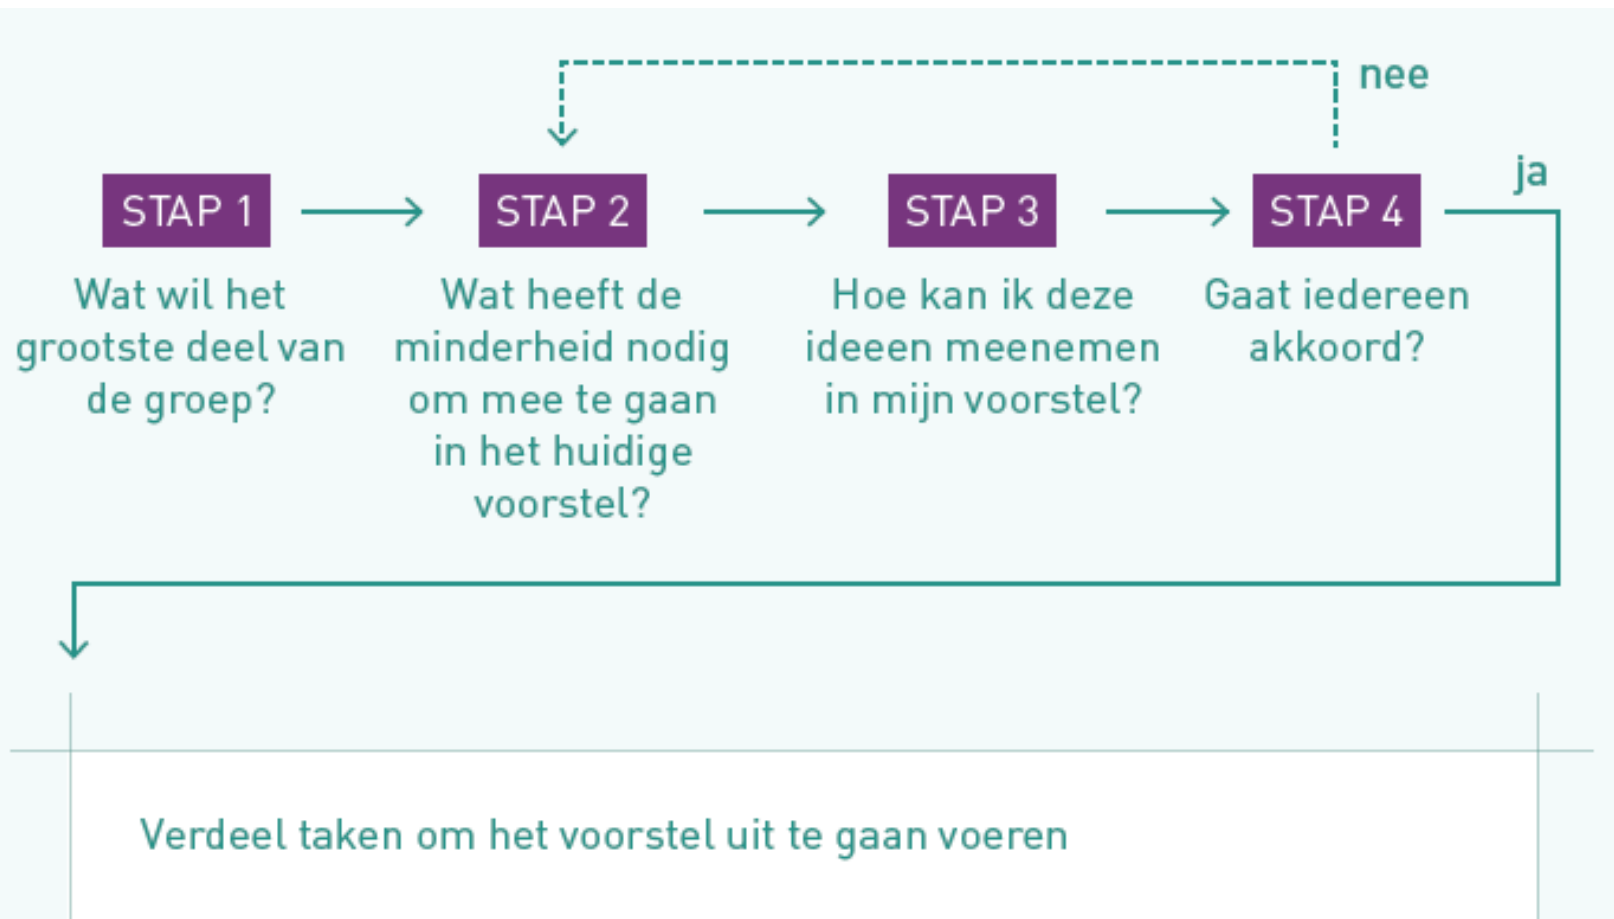 nee
ja
STAP 1
STAP 2
STAP 3
STAP 4
Wat wil het
grootste deel van
de groep?
Wat heeft de
minderheid nodig
om mee te gaan
in het huidige
voorstel?
Hoe kan ik deze
ideeen meenemen
in mijn voorstel?
Gaat iedereen
akkoord?
Verdeel taken om het voorstel uit te gaan voeren